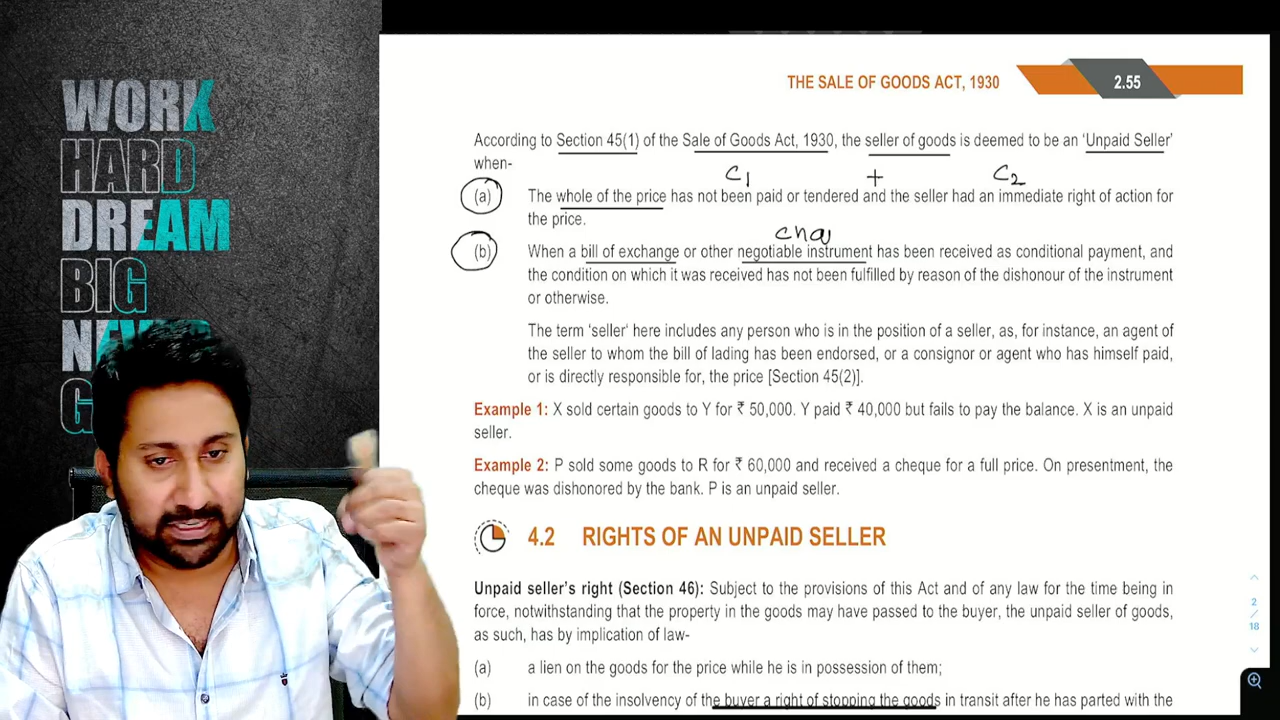 WORK
HARD
DREAM
BIG
THE SALE OF GOODS ACT, 1930
2.55
According to Section 45(1) of the Sale of Goods Act, 1930, the seller of goods is deemed to be an ‘Unpaid Seller’
when-
C1 + C2
(a) The whole of the price has not been paid or tendered and the seller had an immediate right of action for
the price.
(b) When a bill of exchange or other negotiable instrument has been received as conditional payment, and
the condition on which it was received has not been fulfilled by reason of the dishonour of the instrument
or otherwise.
The term ‘seller‘ here includes any person who is in the position of a seller, as, for instance, an agent of
the seller to whom the bill of lading has been endorsed, or a consignor or agent who has himself paid,
or is directly responsible for, the price [Section 45(2)].
Example 1: X sold certain goods to Y for ₹ 50,000. Y paid ₹ 40,000 but fails to pay the balance. X is an unpaid
seller.
Example 2: P sold some goods to R for ₹ 60,000 and received a cheque for a full price. On presentment, the
cheque was dishonored by the bank. P is an unpaid seller.
4.2 RIGHTS OF AN UNPAID SELLER
Unpaid seller’s right (Section 46): Subject to the provisions of this Act and of any law for the time being in
force, notwithstanding that the property in the goods may have passed to the buyer, the unpaid seller of goods,
as such, has by implication of law-
(a) a lien on the goods for the price while he is in possession of them;
(b) in case of the insolvency of the buyer a right of stopping the goods in transit after he has parted with the
2
/
18